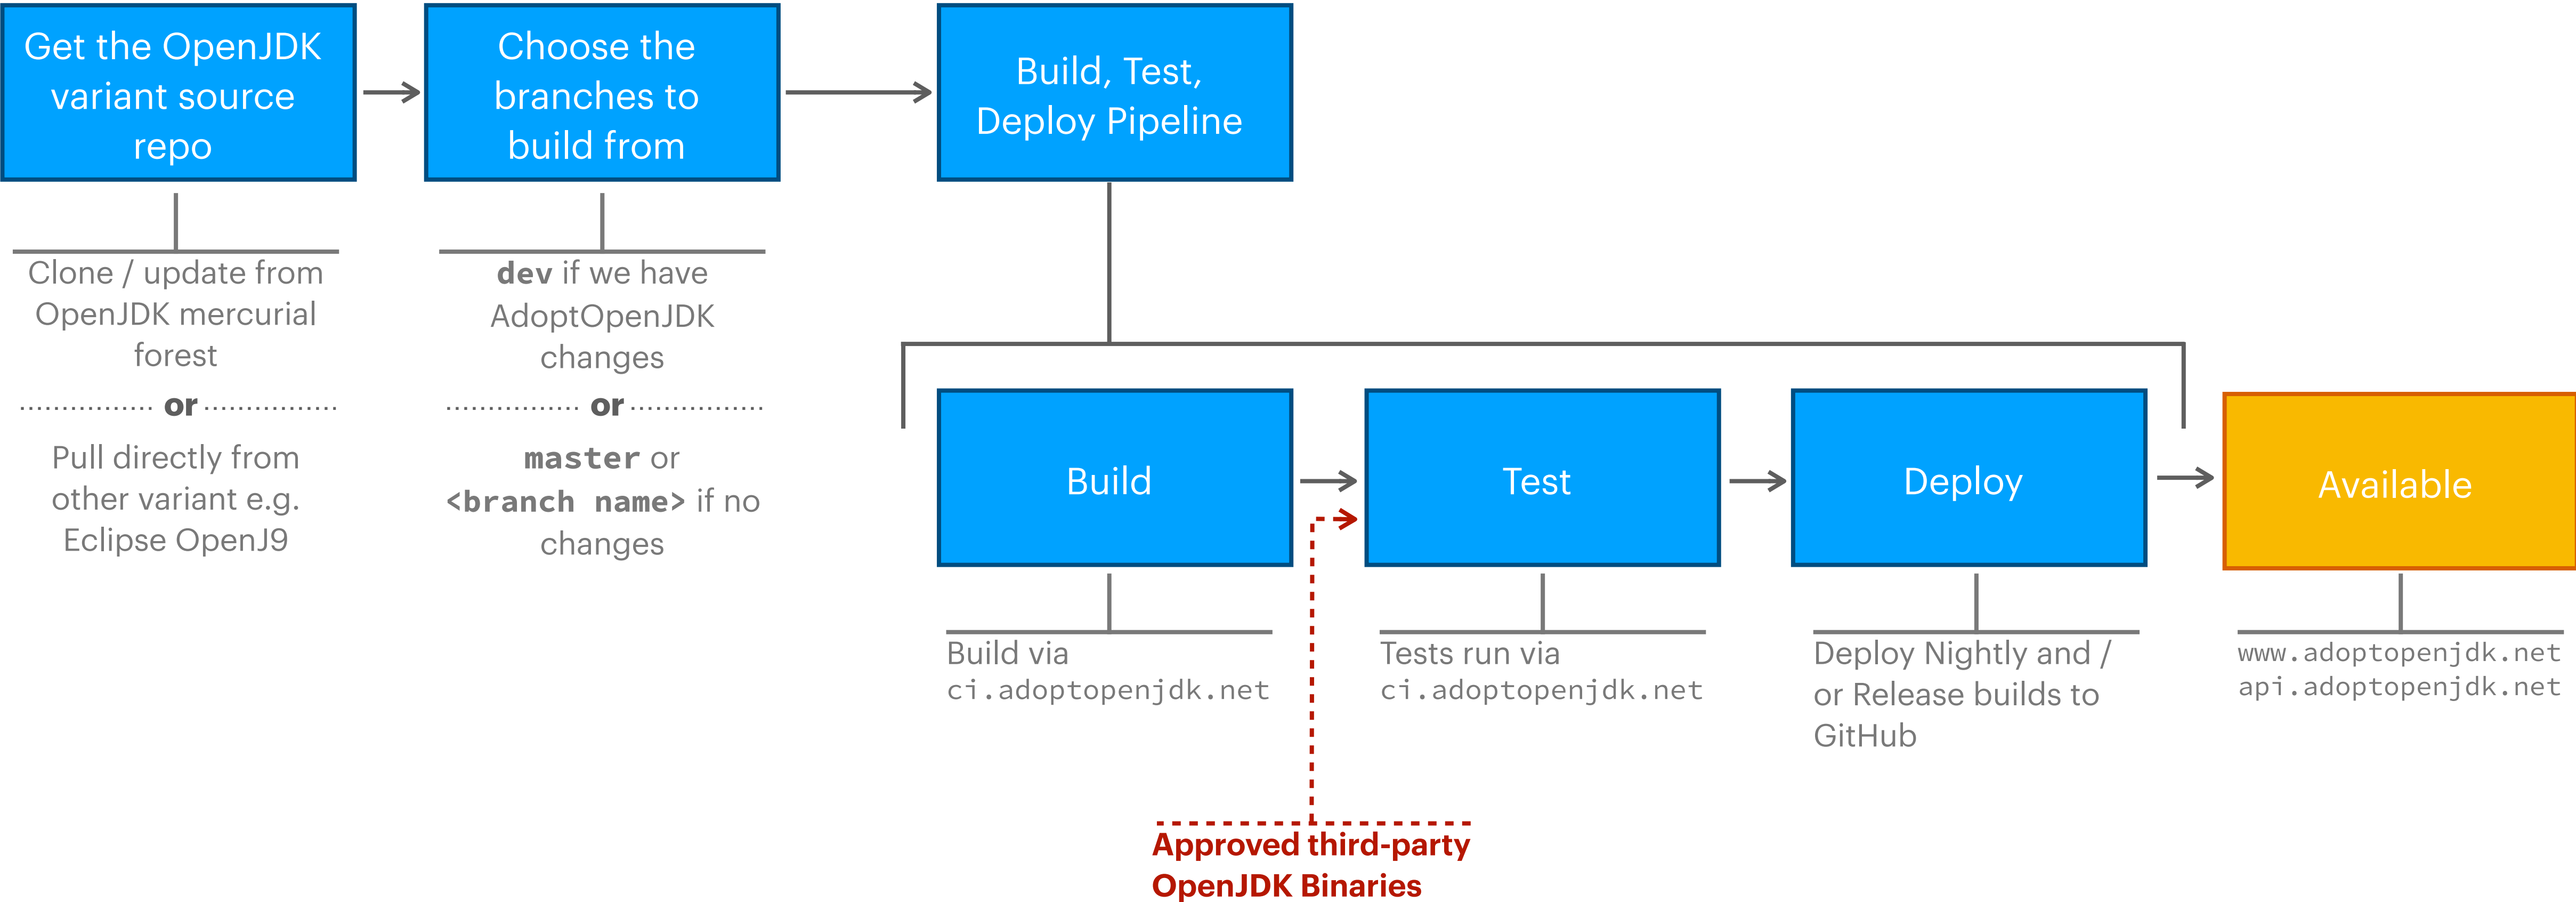 Get the OpenJDK
variant source
repo
Choose the
branches to
build from
Build, Test,
Deploy Pipeline
Clone / update from
OpenJDK mercurial
forest
or
Pull directly from
other variant e.g.
Eclipse OpenJ9
dev if we have
AdoptOpenJDK
changes
or
master or
<branch name> if no
changes
Build
Test
Deploy
Available
Build via
ci.adoptopenjdk.net
Tests run via
ci.adoptopenjdk.net
Deploy Nightly and /
or Release builds to
GitHub
www.adoptopenjdk.net
api.adoptopenjdk.net
Approved third-party
OpenJDK Binaries